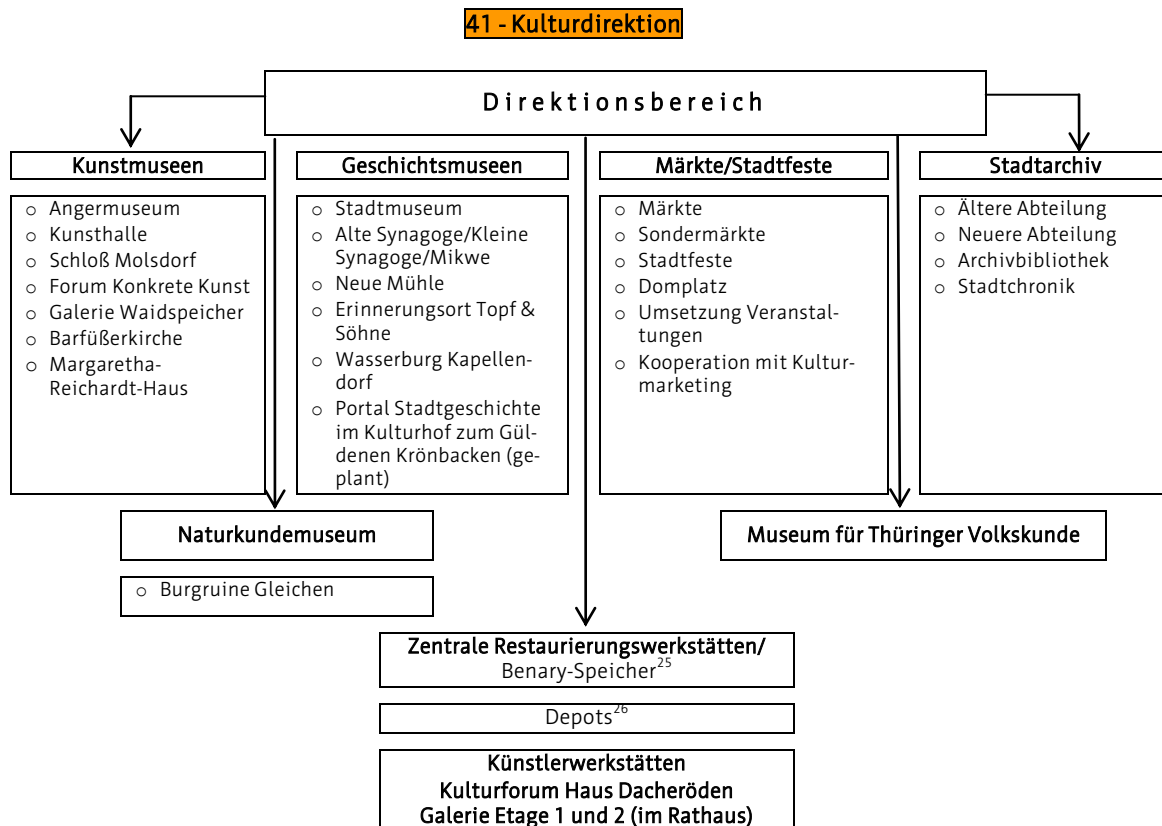 41 - Kulturdirektion
Direktionsbereich
Kunstmuseen
○ Angermuseum
○ Kunsthalle
○ Schloß Molsdorf
○ Forum Konkrete Kunst
○ Galerie Waidspeicher
○ Barfüßerkirche
○ Margaretha-
Reichardt-Haus
Geschichtsmuseen
○ Stadtmuseum
○ Alte Synagoge/Kleine
Synagoge/Mikwe
○ Neue Mühle
○ Erinnerungsort Topf &
Söhne
○ Wasserburg Kapellen-
dorf
○ Portal Stadtgeschichte
im Kulturhof zum Gül-
denen Krönbacken (ge-
plant)
Märkte/Stadtfeste
○ Märkte
○ Sondermärkte
○ Stadtfeste
○ Domplatz
○ Umsetzung Veranstal-
tungen
○ Kooperation mit Kultur-
marketing
Stadtarchiv
○ Ältere Abteilung
○ Neuere Abteilung
○ Archivbibliothek
○ Stadtchronik
Naturkundemuseum
○ Burgruine Gleichen
Museum für Thüringer Volkskunde
Zentrale Restaurierungswerkstätten/
Benary-Speicher25
Depots26
Künstlerwerkstätten
Kulturforum Haus Dacheröden
Galerie Etage 1 und 2 (im Rathaus)